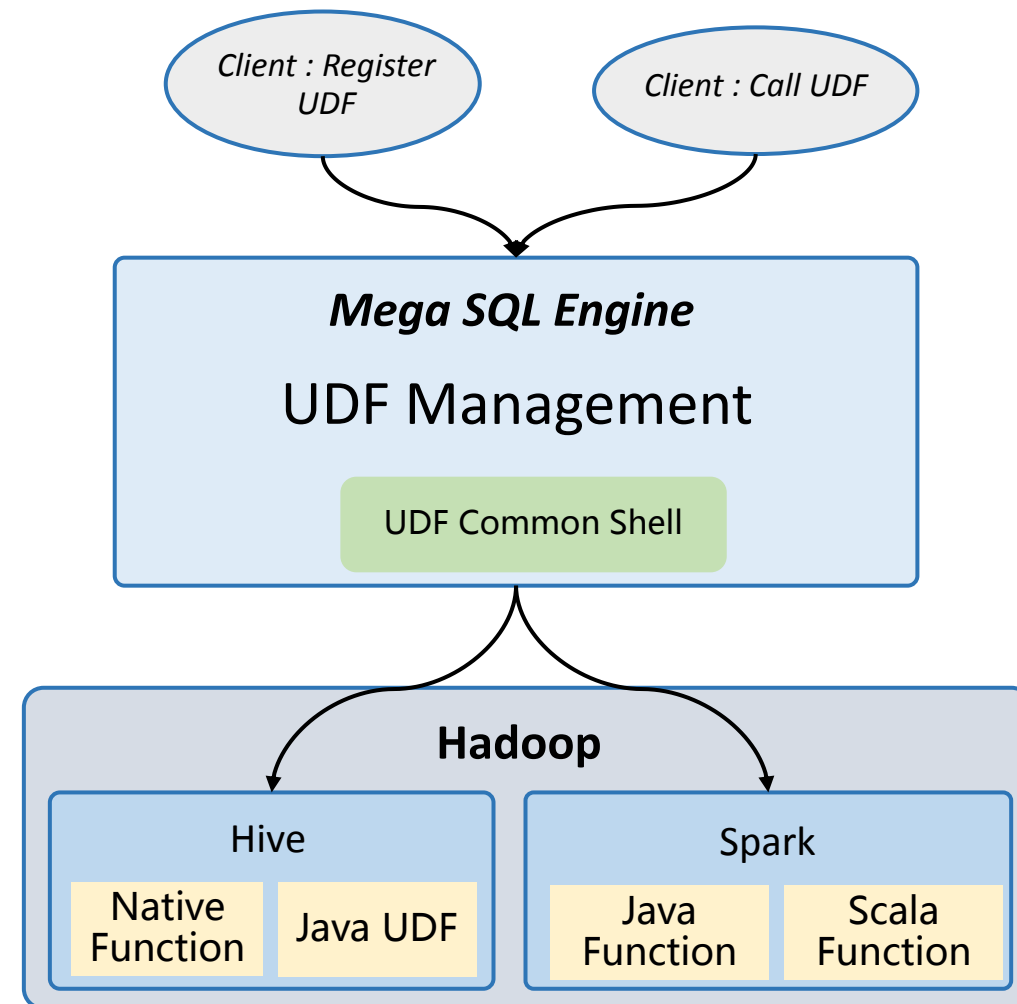 Client : Register
UDF
Client : Call UDF
Mega SQL Engine
UDF Management
UDF Common Shell
Hadoop
Hive
Native
Function
Java UDF
Spark
Java
Function
Scala
Function